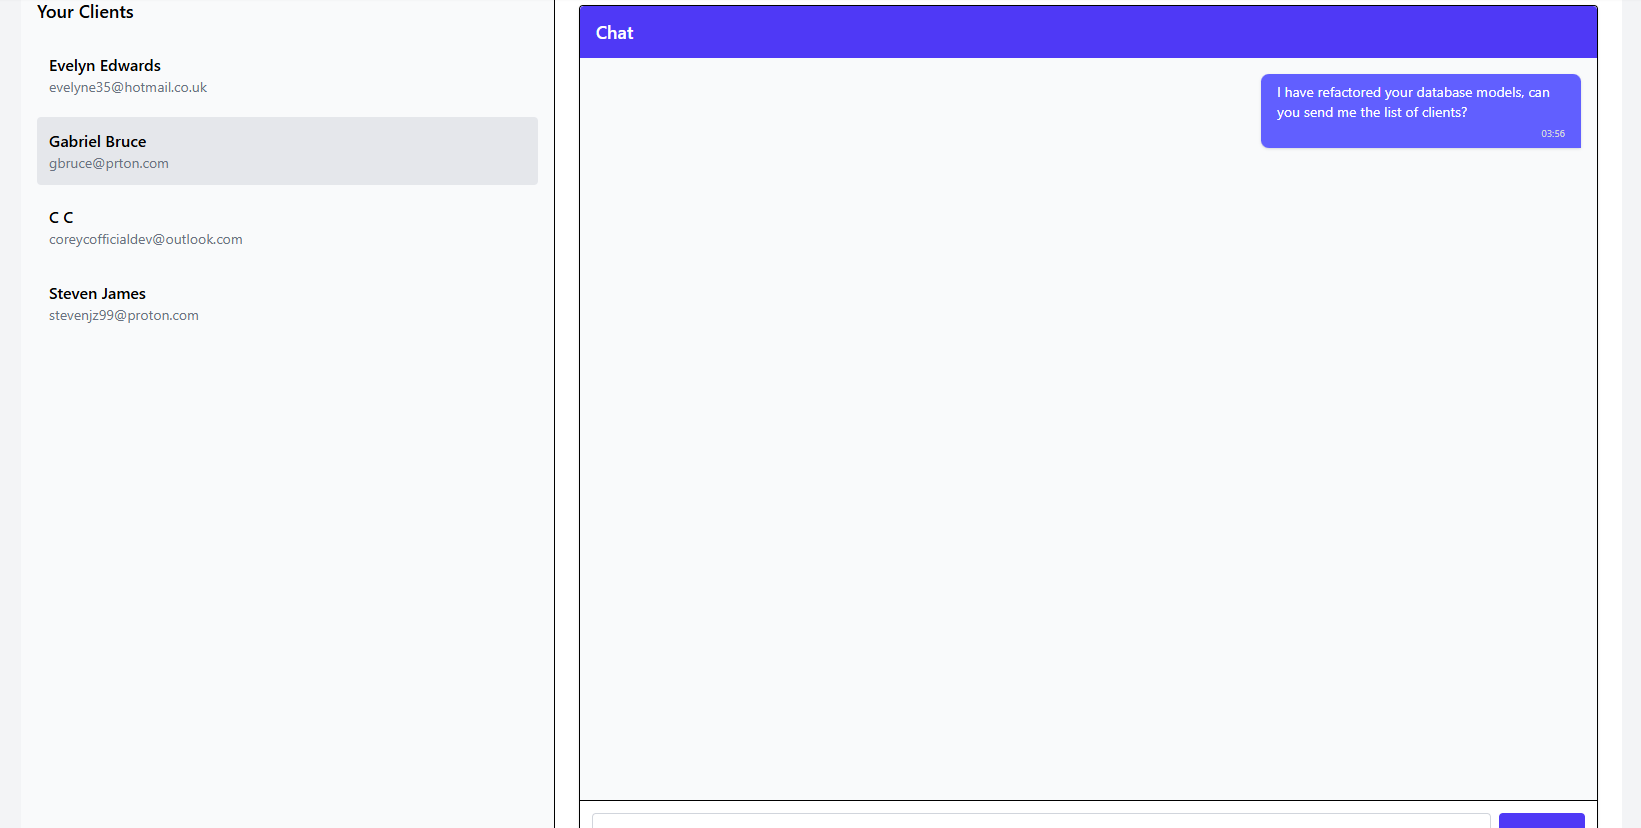 Your Clients
Evelyn Edwards
evelyne35@hotmail.co.uk
Gabriel Bruce
gbruce@prton.com
C C
coreycofficialdev@outlook.com
Steven James
stevenjz99@proton.com
Chat
I have refactored your database models, can
you send me the list of clients?
03:56